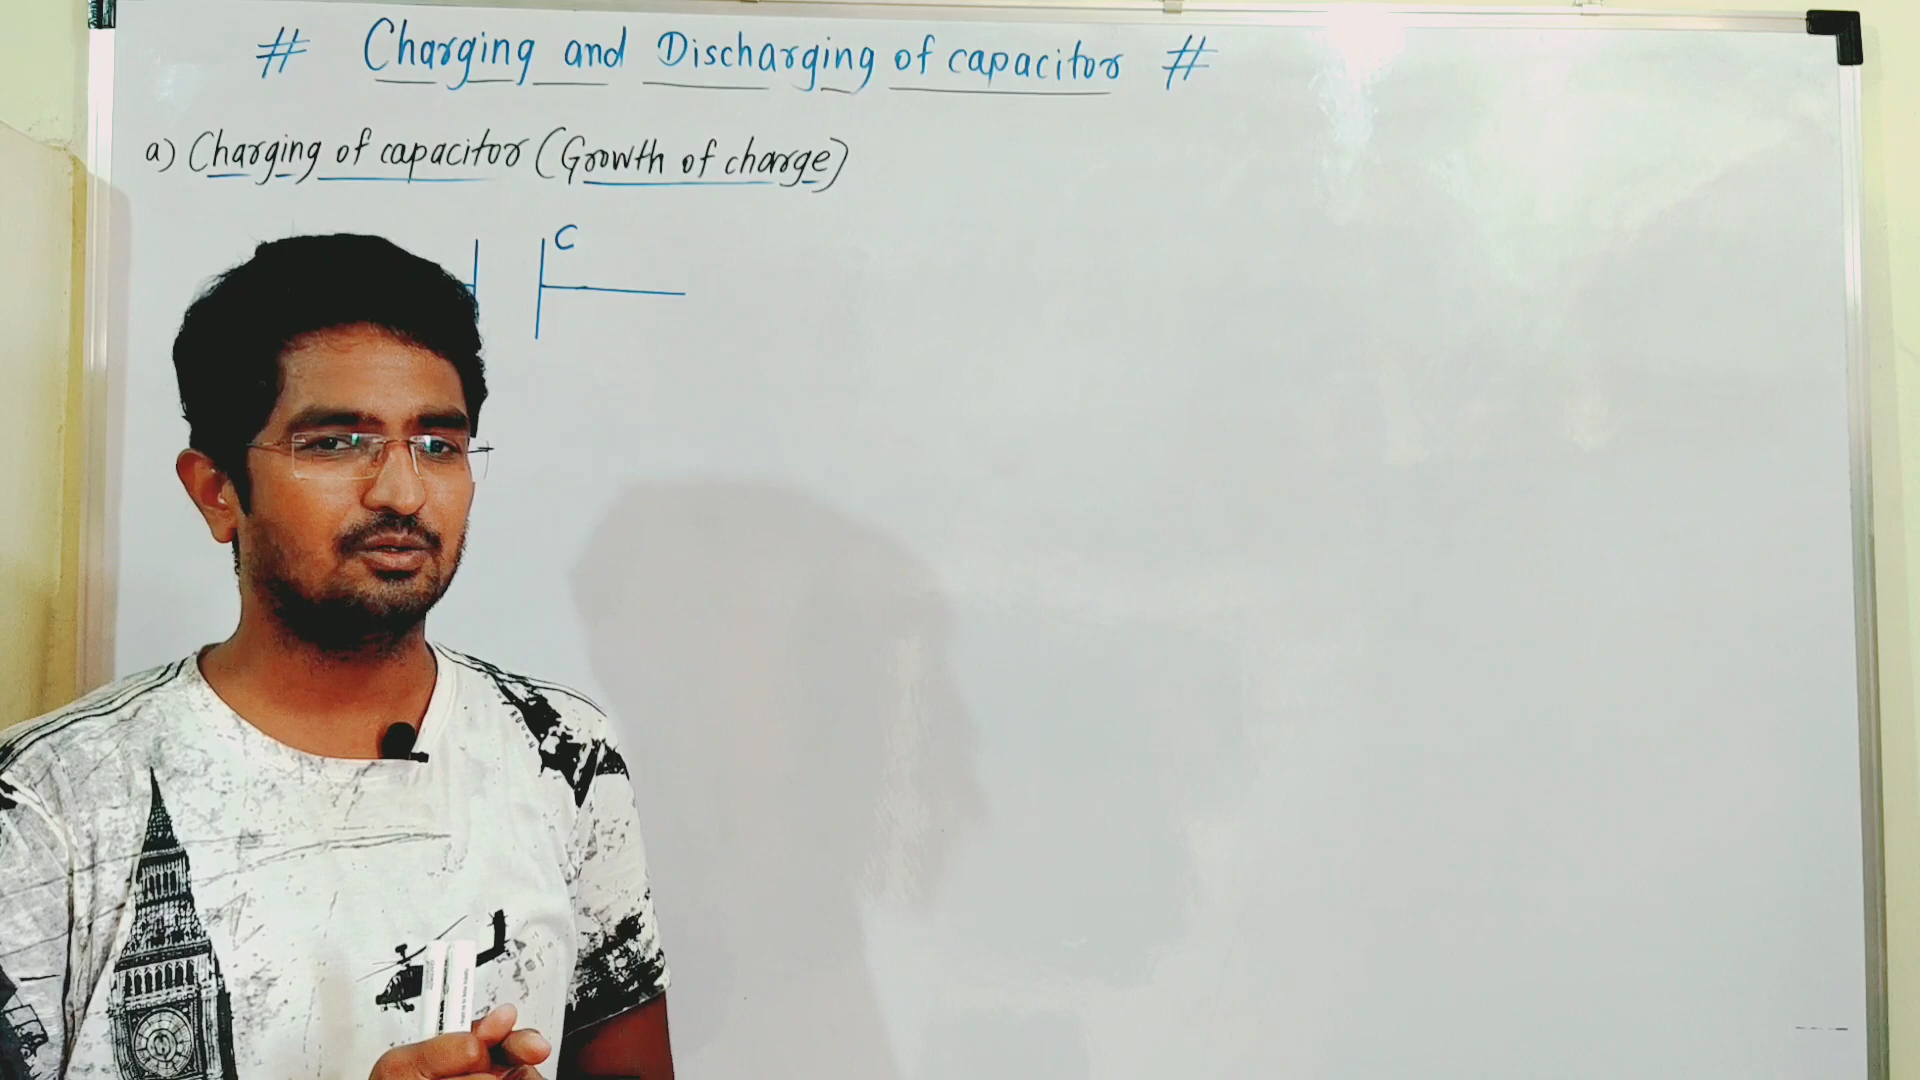 # Charging and Discharging of capacitor #
a) Charging of capacitor (Growth of charge)
C